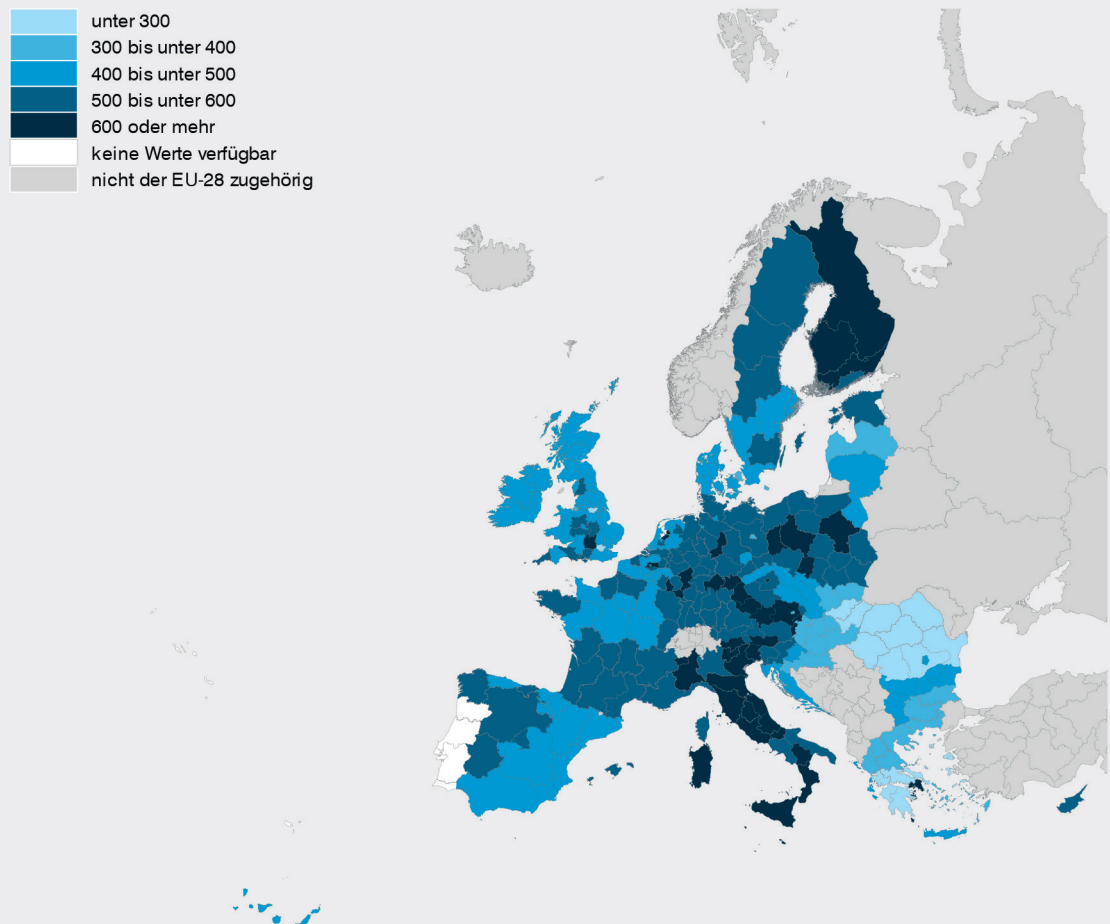 unter 300
300 bis unter 400
400 bis unter 500
500 bis unter 600
600 oder mehr
keine Werte verfügbar
nicht der EU-28 zugehörig